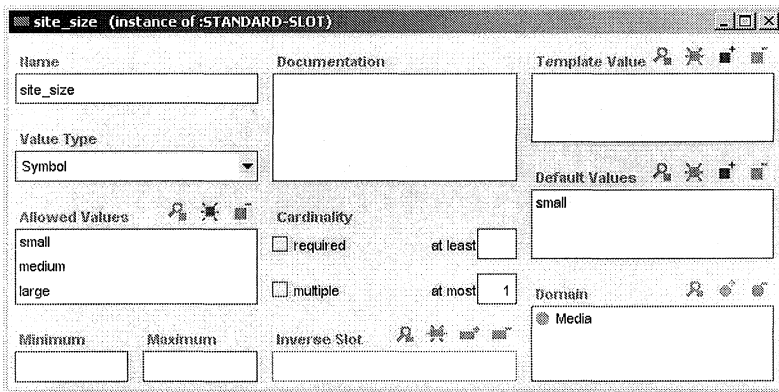 site_size (instance of :STANDARD-SLOT)
Name
site_size
Value Type
Symbol
Allowed Values
small
medium
large
Minimum
Maximum
Documentation
Cardinality
required
at least
multiple
at most
1
Inverse Slot
Template Value
Default Values
small
Domain
Media